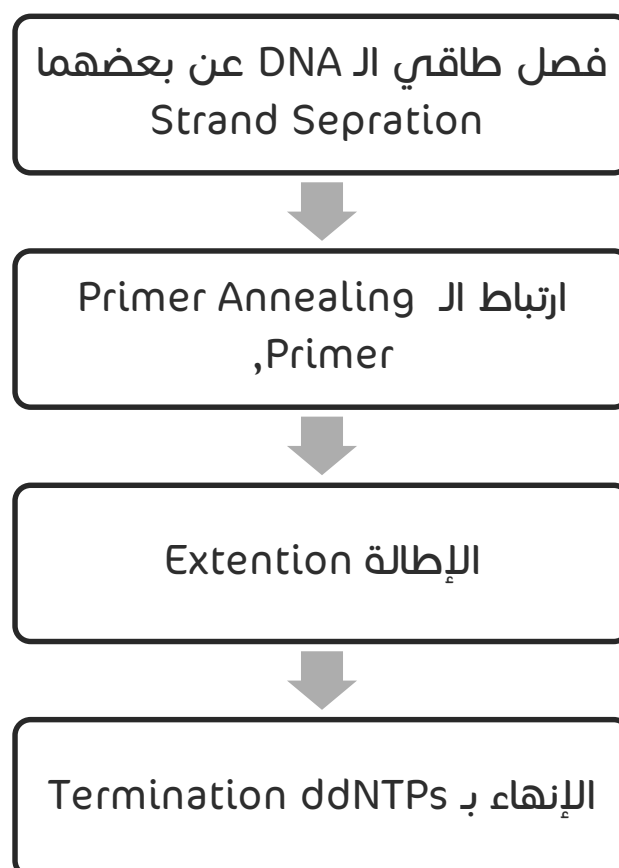 فصل طاقي الـ DNA عن بعضهما
Strand Sepration
ارتباط الـ Primer Annealing
Primer,
الإطالة Extention
الإنهاء بـ Termination ddNTPs